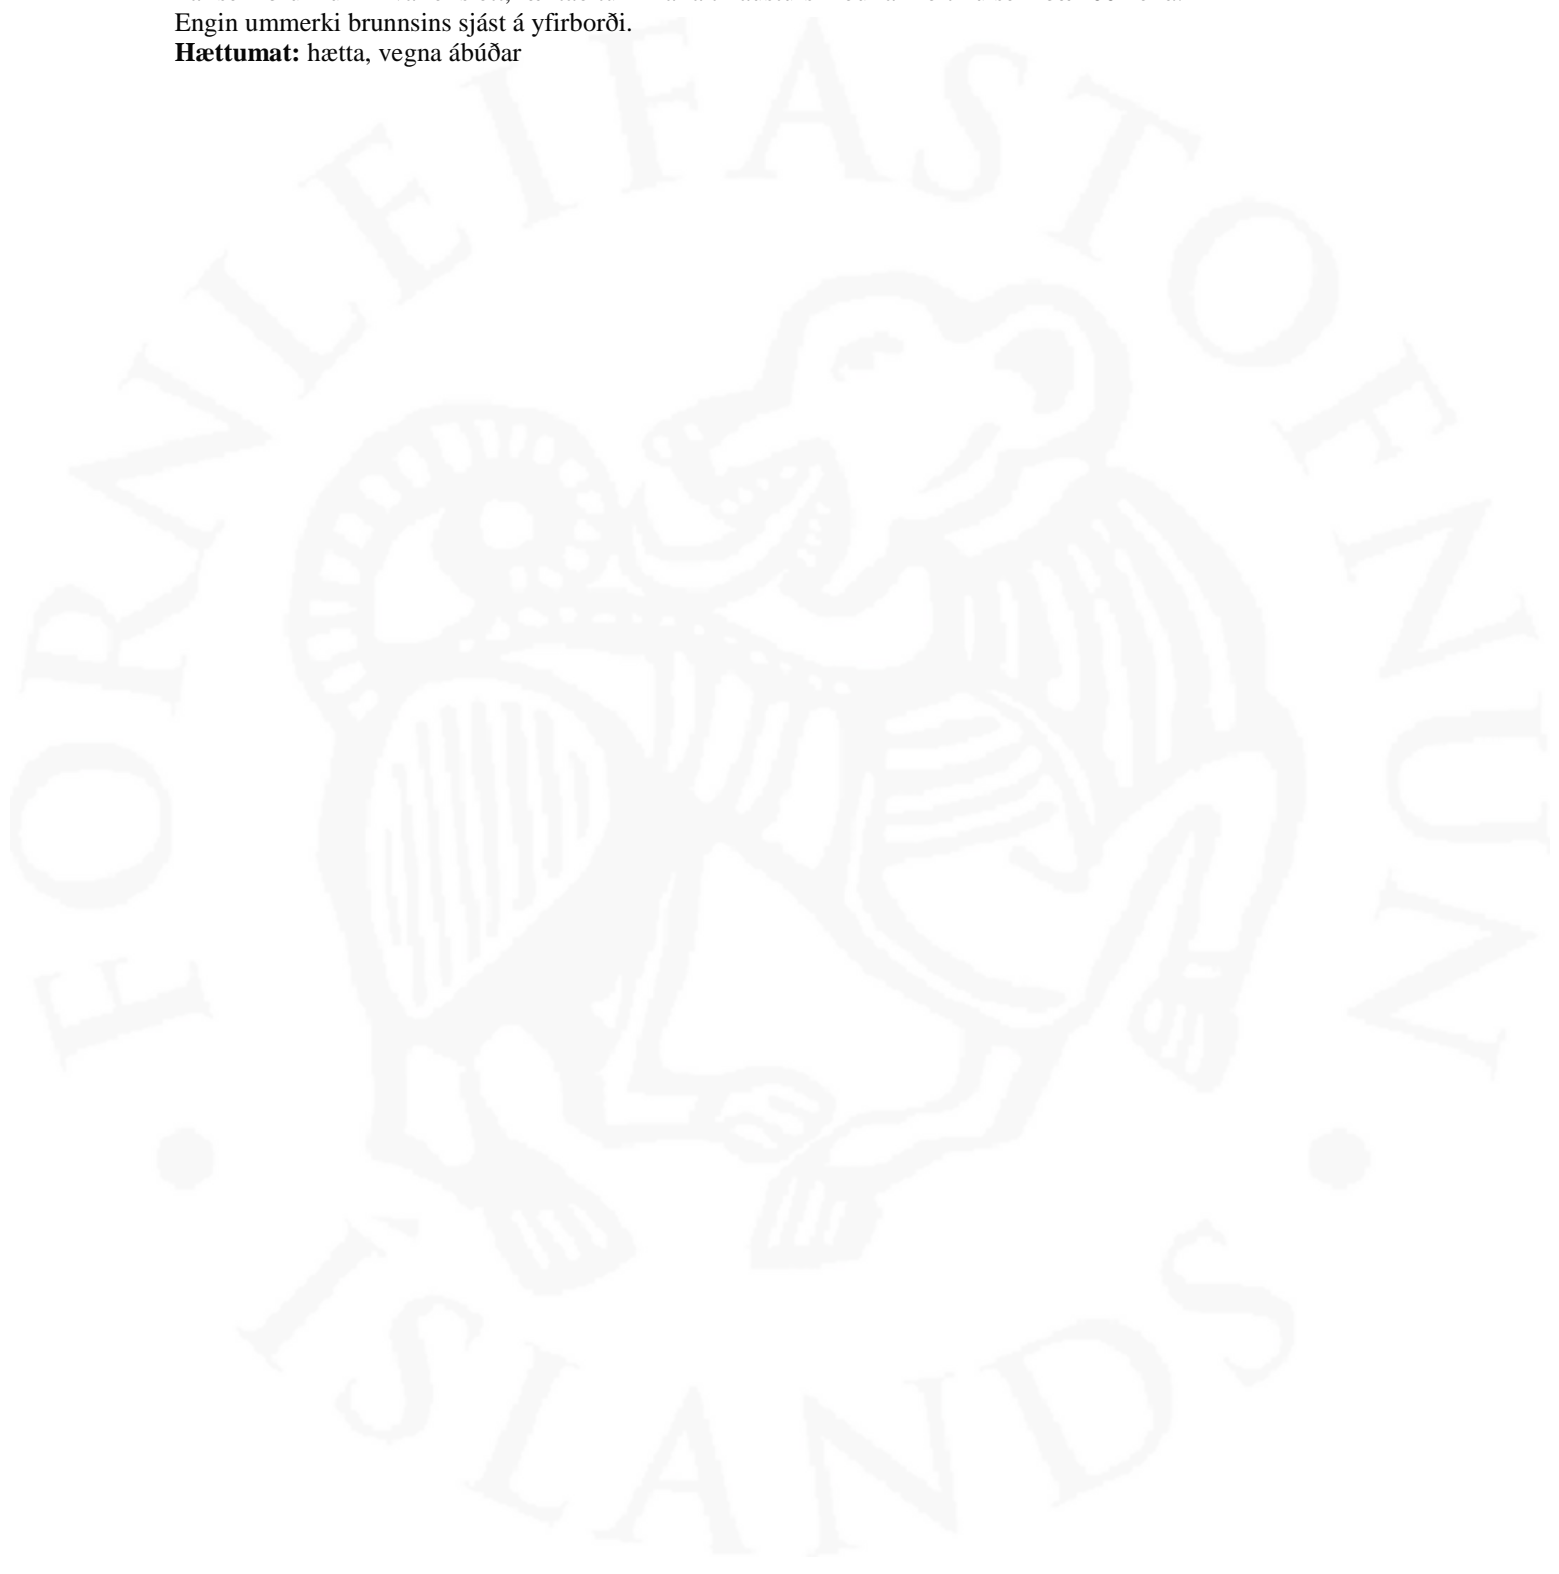 Engin ummerki brunnsins sjást á yfirborði.
Hættumat: hætta, vegna ábúðar
FORNLEIFASTOFNUN
• ÍSLANDS •